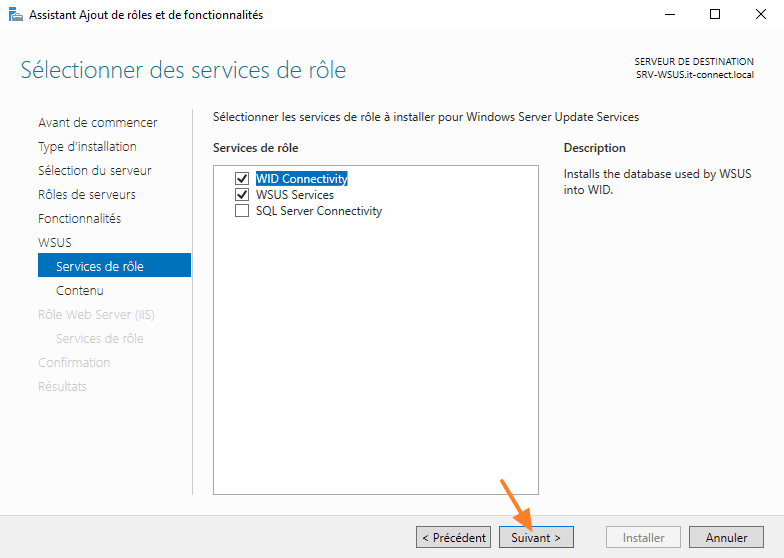 Assistant Ajout de rôles et de fonctionnalités
Sélectionner des services de rôle
SERVEUR DE DESTINATION
SRV-WSUS.it-connect.local
Avant de commencer
Type d'installation
Sélection du serveur
Rôles de serveurs
Fonctionnalités
WSUS
Services de rôle
Contenu
Rôle Web Server (IIS)
Services de rôle
Confirmation
Résultats
Sélectionner les services de rôle à installer pour Windows Server Update Services
Services de rôle
WID Connectivity
WSUS Services
SQL Server Connectivity
Description
Installs the database used by WSUS
into WID.
< Précédent
Suivant >
Installer
Annuler